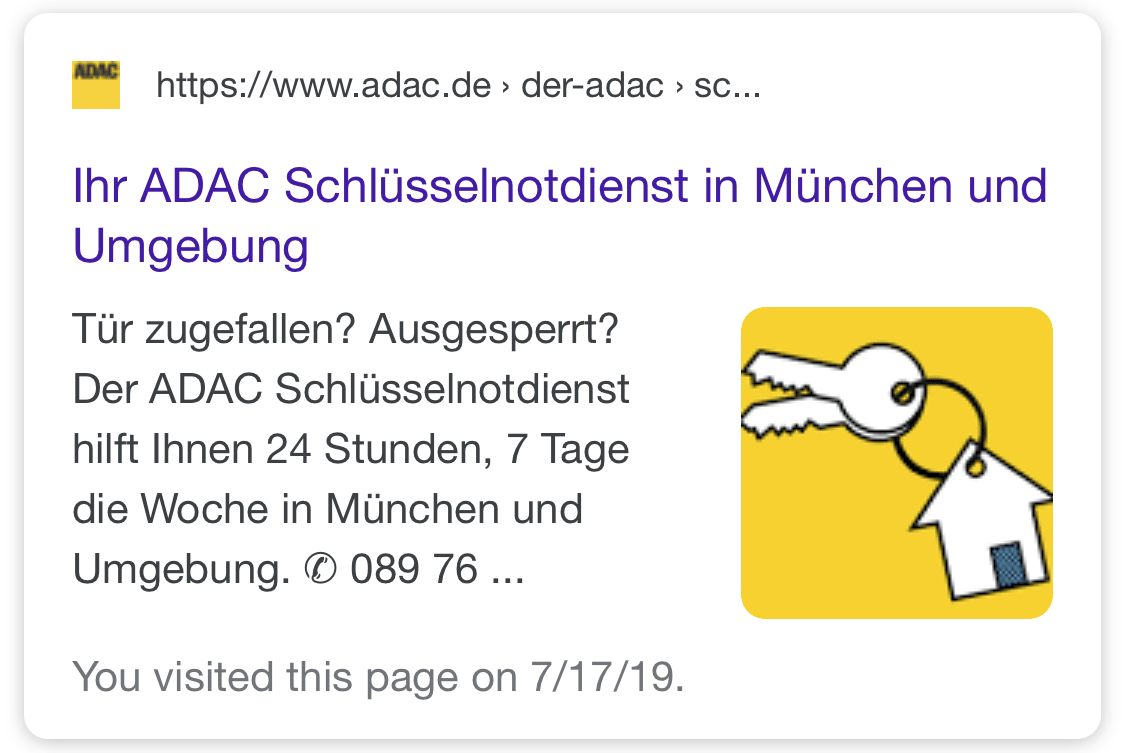 ADAC
https://www.adac.de › der-adac › sc...
Ihr ADAC Schlüsselnotdienst in München und
Umgebung
Tür zugefallen? Ausgesperrt?
Der ADAC Schlüsselnotdienst
hilft Ihnen 24 Stunden, 7 Tage
die Woche in München und
Umgebung. ✆ 089 76 ...
You visited this page on 7/17/19.